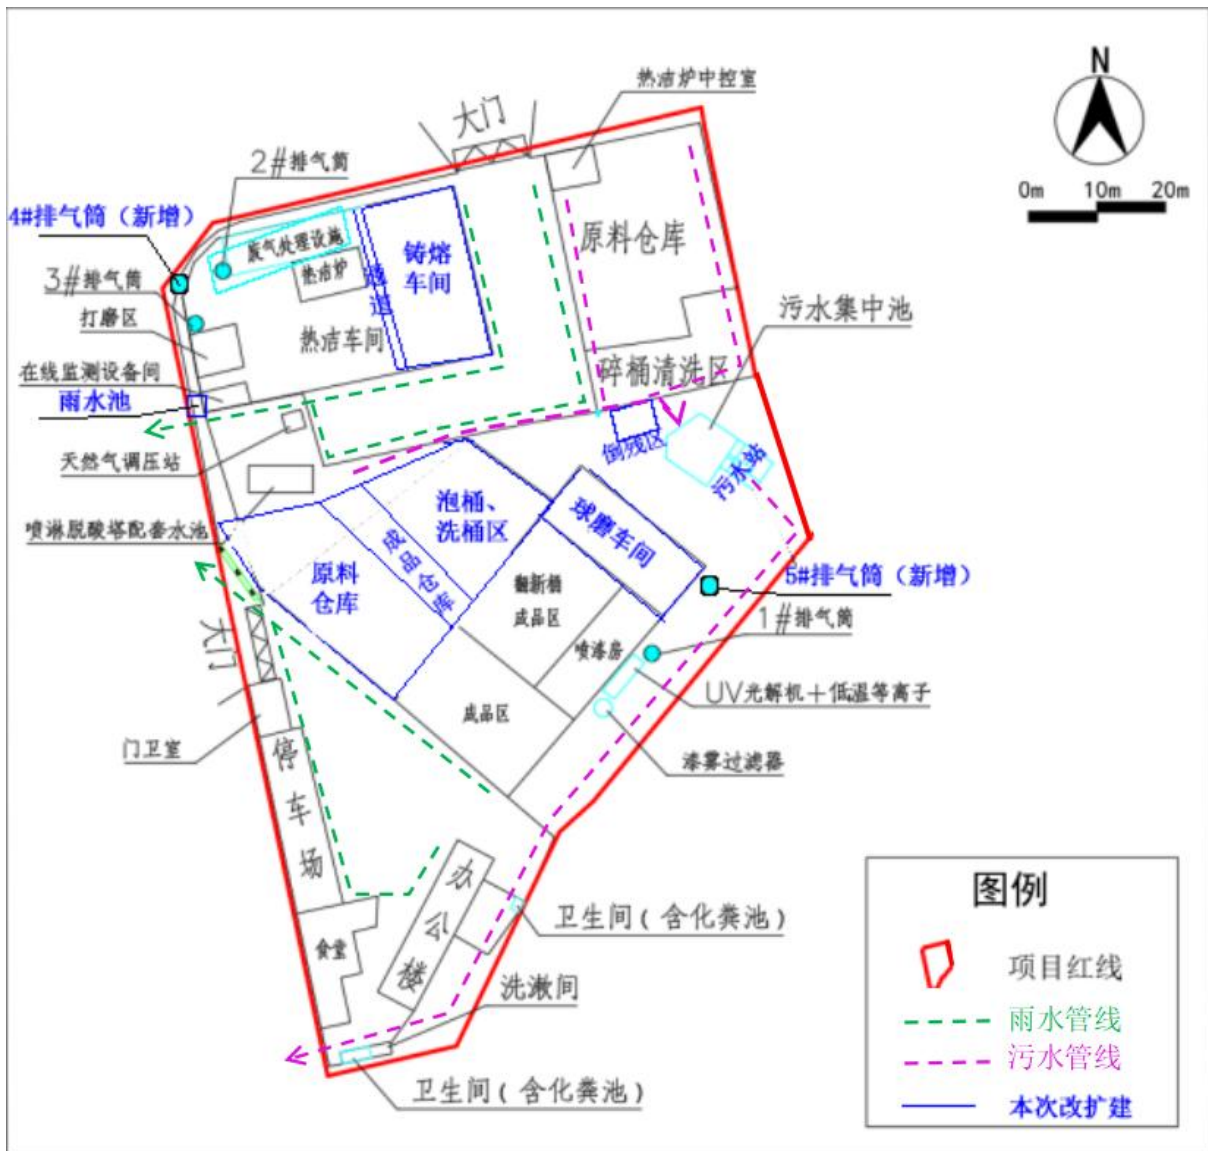 N
0m 10m 20m
热洁炉中控室
大门
2#排气筒
4#排气筒（新增）
3#排气筒
打磨区
在线监测设备间
雨水池
天然气调压站
喷淋脱酸塔配套水池
废气处理设施
热洁炉
通道
铸熔
车间
热洁车间
原料仓库
碎桶清洗区
污水集中池
倒残区
污水站
泡桶、
洗桶区
球磨车间
成品仓库
原料
仓库
翻新桶
成品区
喷漆房
成品区
5#排气筒（新增）
1#排气筒
UV光解机＋低温等离子
漆雾过滤器
大门
门卫室
停车场
食堂
办公楼
卫生间(含化粪池)
洗漱间
卫生间(含化粪池)
图例
项目红线
雨水管线
污水管线
本次改扩建